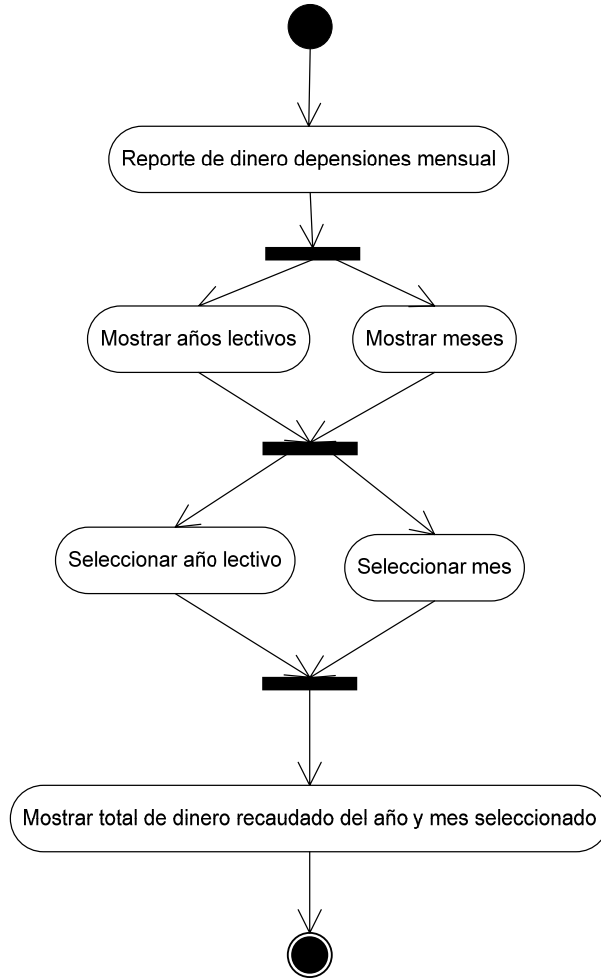 Reporte de dinero depensiones mensual
Mostrar años lectivos
Mostrar meses
Seleccionar año lectivo
Seleccionar mes
Mostrar total de dinero recaudado del año y mes seleccionado